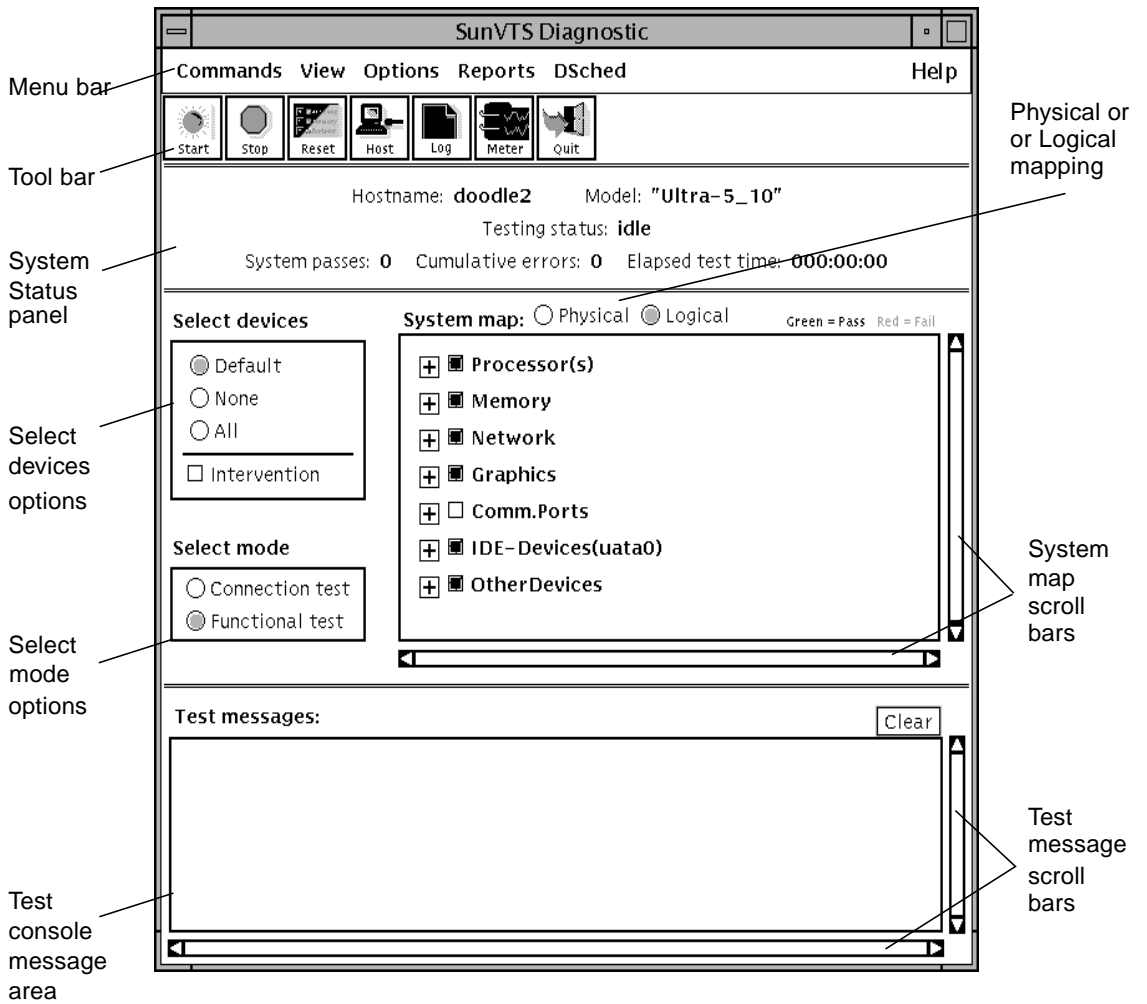 SunVTS Diagnostic
Menu bar
Commands View Options Reports DSched Help
Tool bar
Start Stop Reset Host Log Meter Quit
Physical or
or Logical
mapping
System
Status
panel
Hostname: doodle2 Model: "Ultra-5_10"
Testing status: idle
System passes: 0 Cumulative errors: 0 Elapsed test time: 000:00:00
Select devices
Default
None
All
Intervention
Select
devices
options
Select mode
Connection test
Functional test
Select
mode
options
System map: Physical Logical Green = Pass Red = Fail
Processor(s)
Memory
Network
Graphics
Comm.Ports
IDE-Devices(uata0)
OtherDevices
System
map
scroll
bars
Test messages: Clear
Test
message
scroll
bars
Test
console
message
area